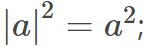 |a|² = a²;